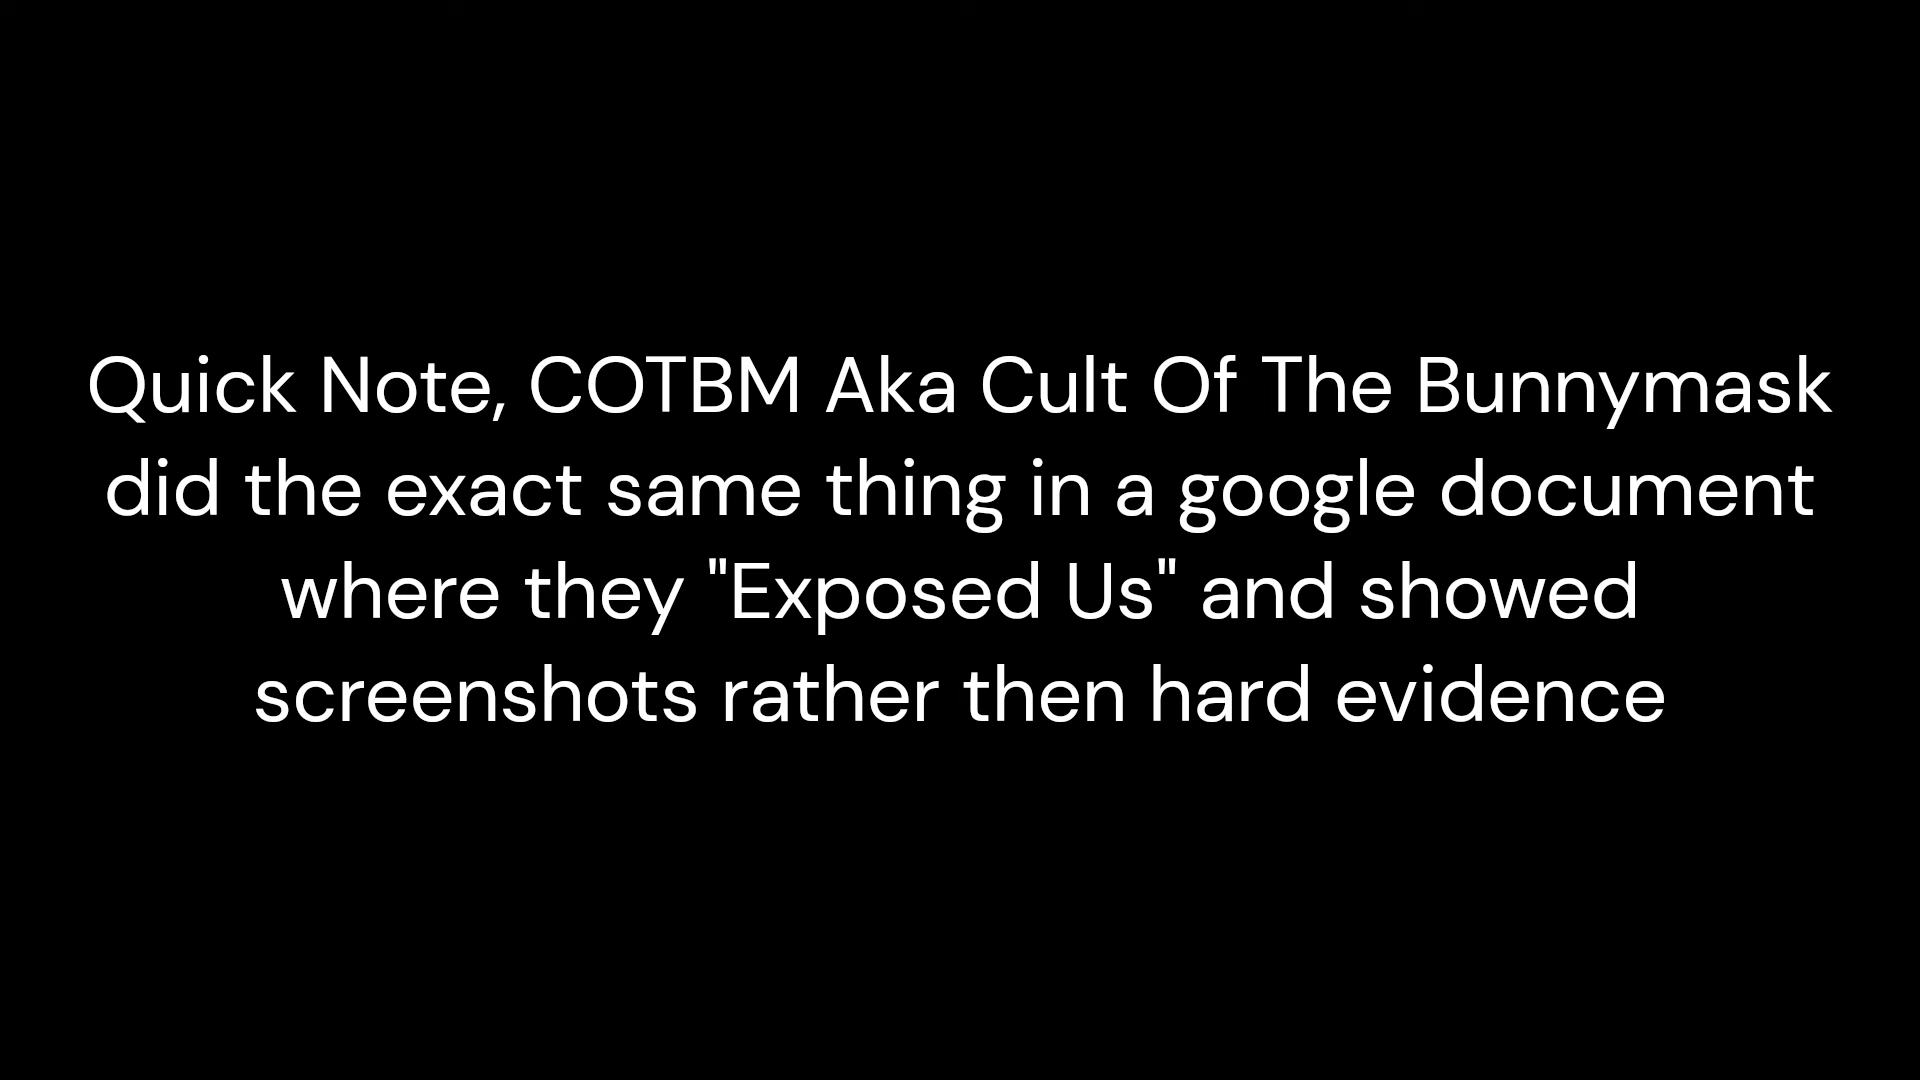 Quick Note, COTBM Aka Cult Of The Bunnymask
did the exact same thing in a google document
where they "Exposed Us" and showed
screenshots rather then hard evidence